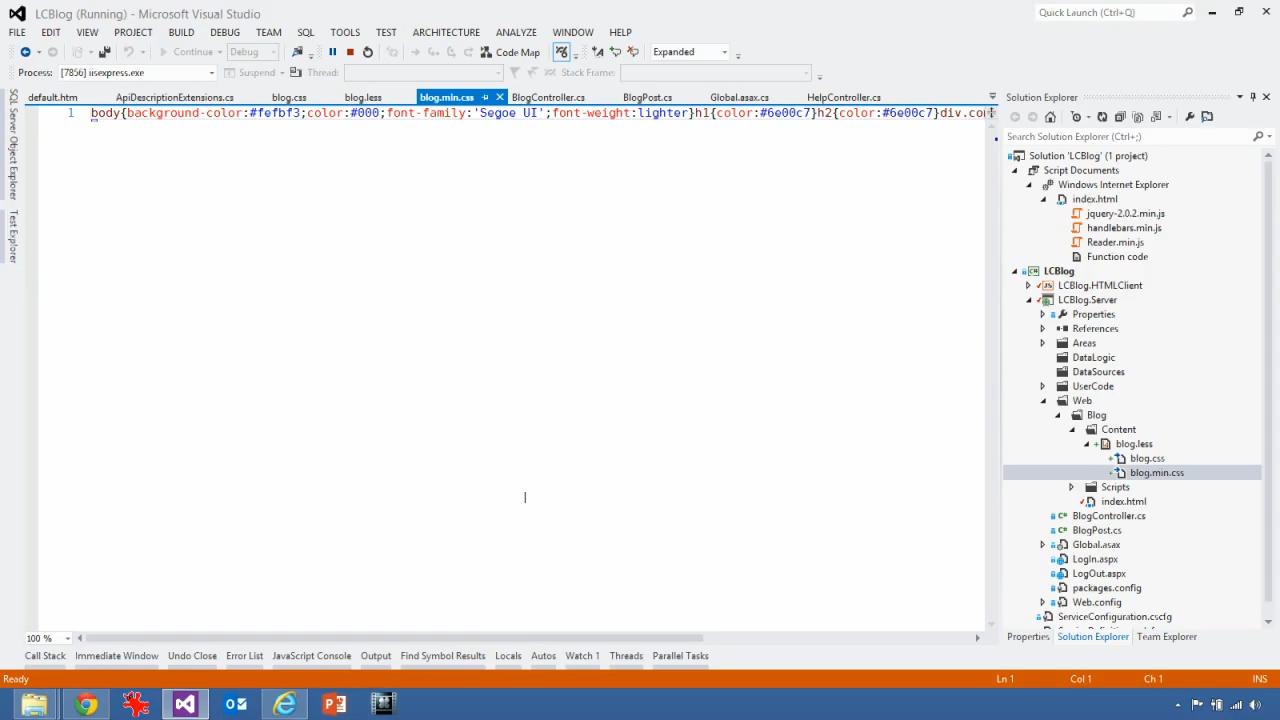 LCBlog (Running) - Microsoft Visual Studio
Quick Launch (Ctrl+Q)
FILE EDIT VIEW PROJECT BUILD DEBUG TEAM SQL TOOLS TEST ARCHITECTURE ANALYZE WINDOW HELP
Continue Debug Code Map Expanded
Process: [7856] iisexpress.exe Suspend Thread: Stack Frame:
SQL Server Object Explorer
Test Explorer
default.htm ApiDescriptionExtensions.cs blog.css blog.less blog.min.css BlogController.cs BlogPost.cs Global.asax.cs HelpController.cs
1 body{background-color:#fefbf3;color:#000;font-family:'Segoe UI';font-weight:lighter}h1{color:#6e00c7}h2{color:#6e00c7}div.con
100 %
Solution Explorer
Search Solution Explorer (Ctrl+;)
Solution 'LCBlog' (1 project)
Script Documents
Windows Internet Explorer
index.html
jquery-2.0.2.min.js
handlebars.min.js
Reader.min.js
Function code
LCBlog
LCBlog.HTMLClient
LCBlog.Server
Properties
References
Areas
DataLogic
DataSources
UserCode
Web
Blog
Content
blog.less
blog.css
blog.min.css
Scripts
index.html
BlogController.cs
BlogPost.cs
Global.asax
LogIn.aspx
LogOut.aspx
packages.config
Web.config
ServiceConfiguration.cscfg
Properties Solution Explorer Team Explorer
Call Stack Immediate Window Undo Close Error List JavaScript Console Output Find Symbol Results Locals Autos Watch 1 Threads Parallel Tasks
Ready Ln 1 Col 1 Ch 1 INS